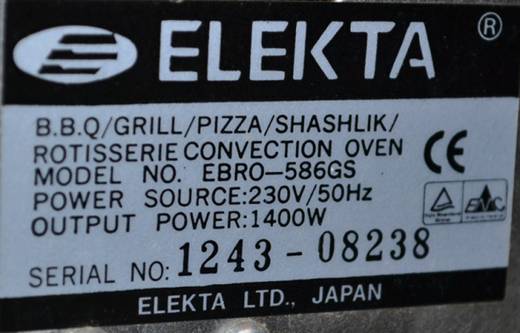 ELEKTA ®
B.B.Q/GRILL/PIZZA/SHASHLIK/
ROTISSERIE CONVECTION OVEN
MODEL NO. EBRO-586GS
POWER SOURCE:230V/50Hz
OUTPUT POWER:1400W
CE
EMC
SERIAL NO: 1243-08238
ELEKTA LTD., JAPAN